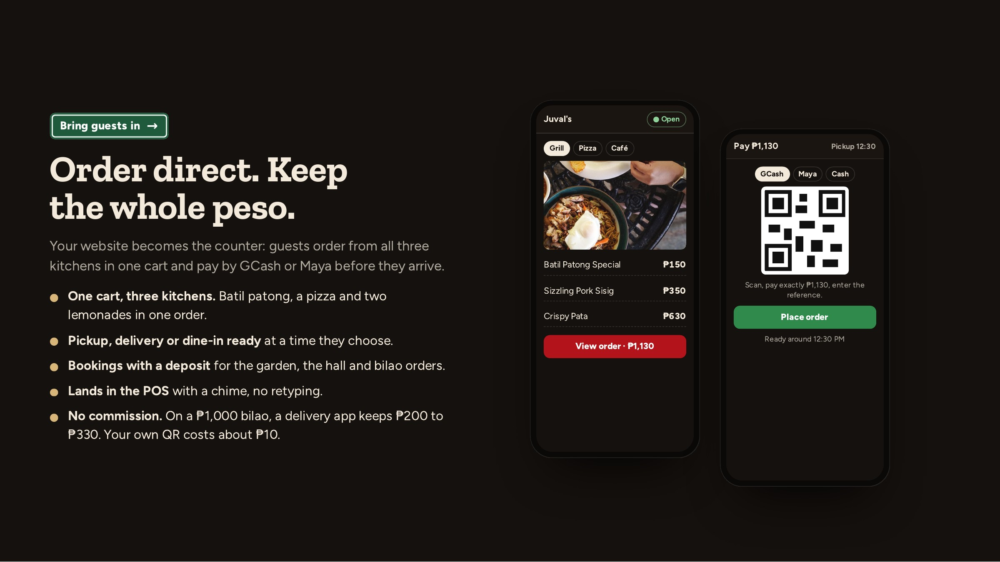 Bring guests in →
Order direct. Keep
the whole peso.
Your website becomes the counter: guests order from all three
kitchens in one cart and pay by GCash or Maya before they arrive.
One cart, three kitchens. Batil patong, a pizza and two
lemonades in one order.
Pickup, delivery or dine-in ready at a time they choose.
Bookings with a deposit for the garden, the hall and bilao orders.
Lands in the POS with a chime, no retyping.
No commission. On a ₱1,000 bilao, a delivery app keeps ₱200 to
₱330. Your own QR costs about ₱10.
Juval's Open
Grill Pizza Café
Batil Patong Special ₱150
Sizzling Pork Sisig ₱350
Crispy Pata ₱630
View order · ₱1,130
Pay ₱1,130 Pickup 12:30
GCash Maya Cash
Scan, pay exactly ₱1,130, enter the
reference.
Place order
Ready around 12:30 PM